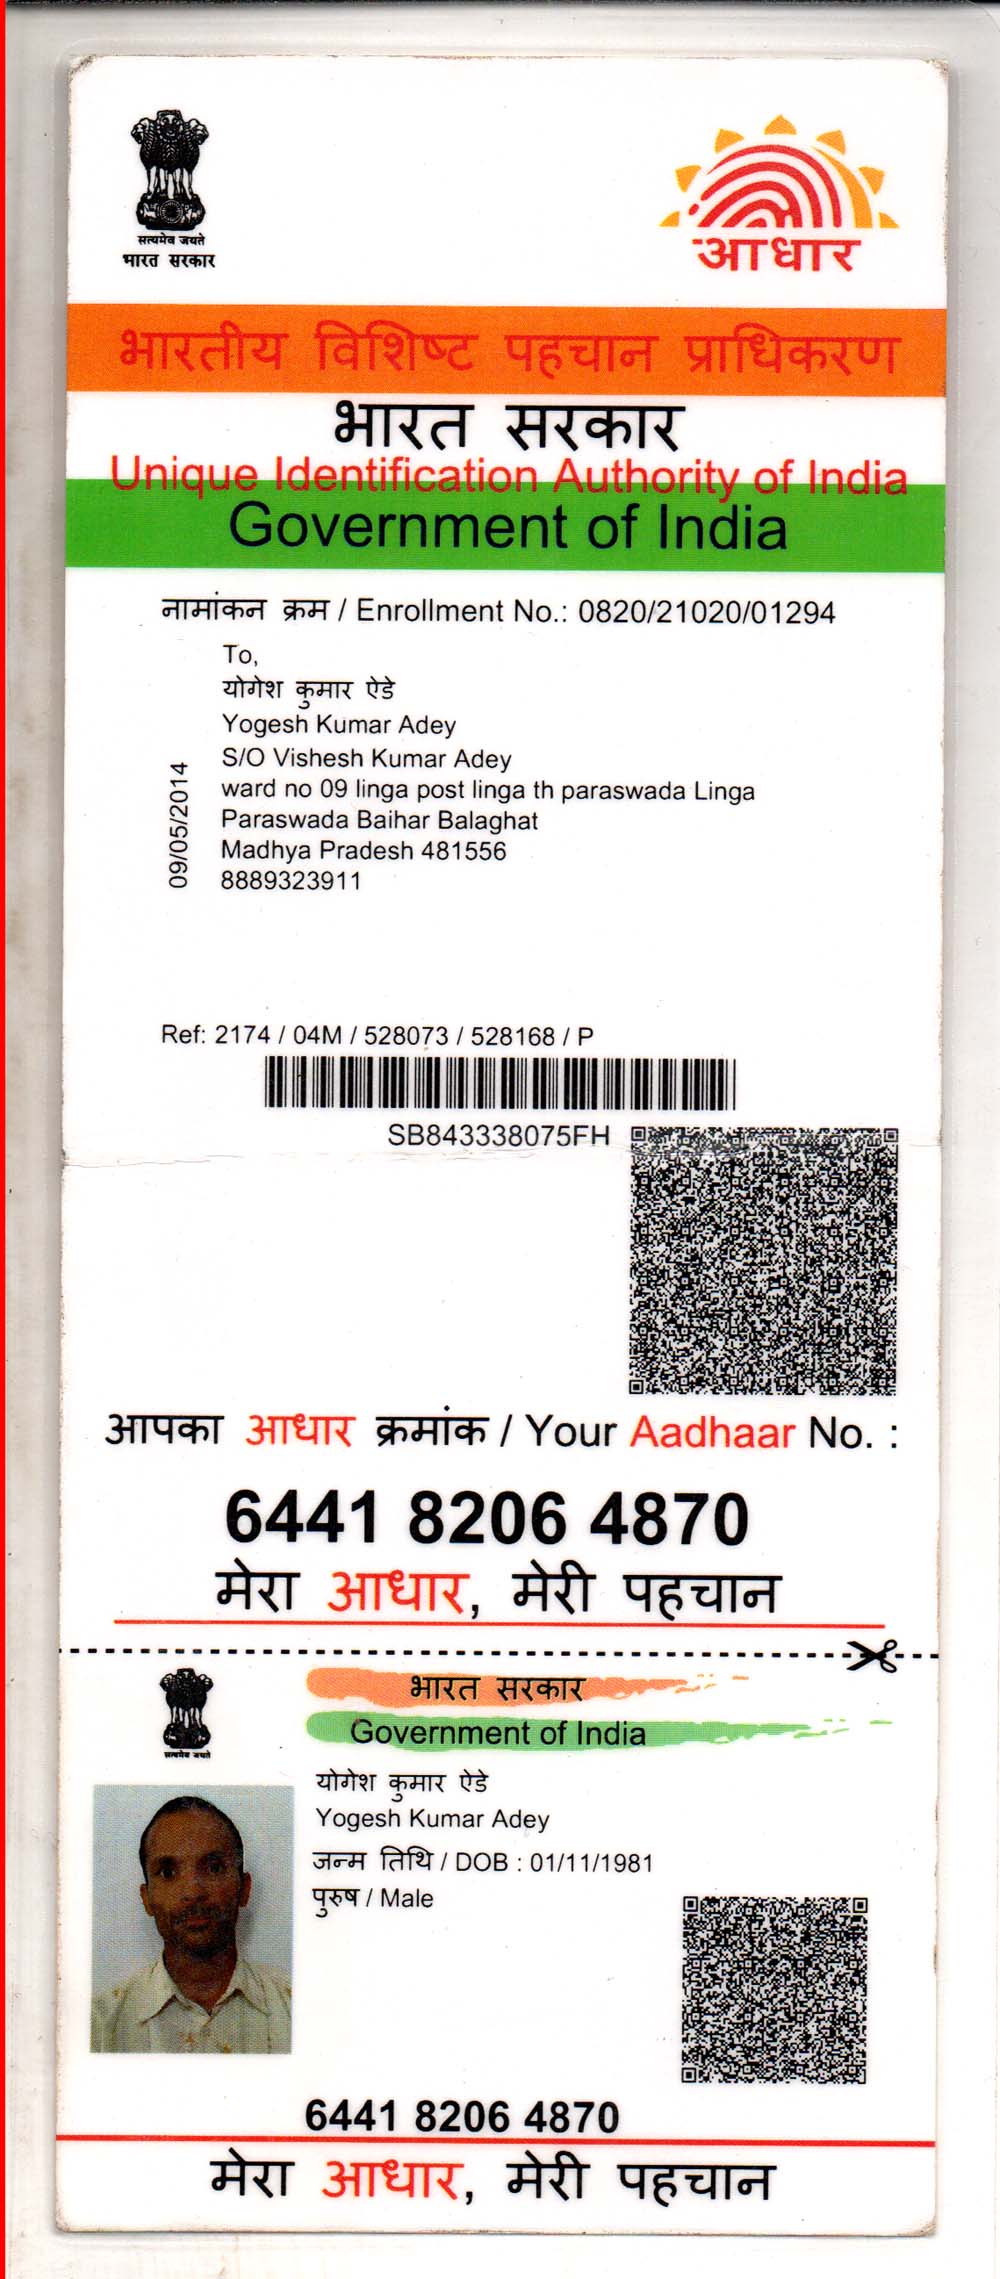 सत्यमेव जयते
भारत सरकार
आधार
भारतीय विशिष्ट पहचान प्राधिकरण
भारत सरकार
Unique Identification Authority of India
Government of India
नामांकन क्रम / Enrollment No.: 0820/21020/01294
To,
योगेश कुमार ऐडे
Yogesh Kumar Adey
S/O Vishesh Kumar Adey
ward no 09 linga post linga th paraswada Linga
Paraswada Baihar Balaghat
Madhya Pradesh 481556
8889323911
09/05/2014
Ref: 2174 / 04M / 528073 / 528168 / P
SB843338075FH
आपका आधार क्रमांक / Your Aadhaar No. :
6441 8206 4870
मेरा आधार, मेरी पहचान
सत्यमेव जयते
भारत सरकार
Government of India
योगेश कुमार ऐडे
Yogesh Kumar Adey
जन्म तिथि / DOB : 01/11/1981
पुरुष / Male
6441 8206 4870
मेरा आधार, मेरी पहचान